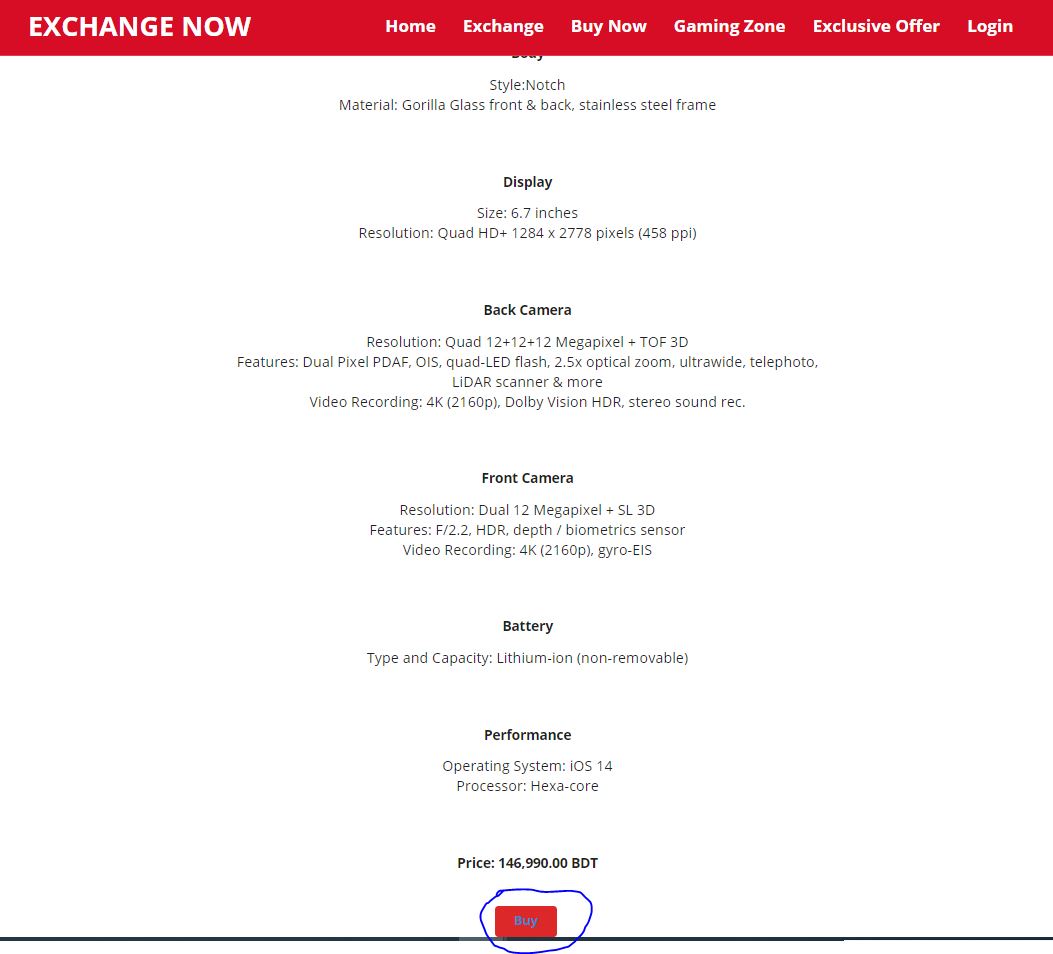 EXCHANGE NOW
Home Exchange Buy Now Gaming Zone Exclusive Offer Login
Body
Style:Notch
Material: Gorilla Glass front & back, stainless steel frame
Display
Size: 6.7 inches
Resolution: Quad HD+ 1284 x 2778 pixels (458 ppi)
Back Camera
Resolution: Quad 12+12+12 Megapixel + TOF 3D
Features: Dual Pixel PDAF, OIS, quad-LED flash, 2.5x optical zoom, ultrawide, telephoto,
LiDAR scanner & more
Video Recording: 4K (2160p), Dolby Vision HDR, stereo sound rec.
Front Camera
Resolution: Dual 12 Megapixel + SL 3D
Features: F/2.2, HDR, depth / biometrics sensor
Video Recording: 4K (2160p), gyro-EIS
Battery
Type and Capacity: Lithium-ion (non-removable)
Performance
Operating System: iOS 14
Processor: Hexa-core
Price: 146,990.00 BDT
Buy